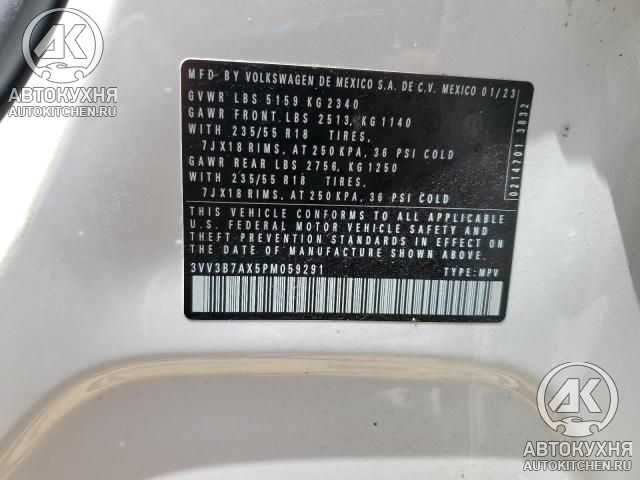 MFD BY VOLKSWAGEN DE MEXICO S.A. DE C.V. MEXICO 01/23
GVWR LBS 5159 KG 2340
GAWR FRONT. LBS 2513, KG 1140
WITH 235/55 R18 TIRES,
7JX18 RIMS, AT 250 KPA, 36 PSI COLD
GAWR REAR LBS 2756, KG 1250
WITH 235/55 R18 TIRES,
7JX18 RIMS, AT 250 KPA, 36 PSI COLD
THIS VEHICLE CONFORMS TO ALL APPLICABLE
U.S. FEDERAL MOTOR VEHICLE SAFETY AND
THEFT PREVENTION STANDARDS IN EFFECT
ON THE DATE OF MANUFACTURE SHOWN ABOVE.
3VV3B7AX5PM059291 TYPE: MPV
0214701 3832
АК
АВТОКУХНЯ
AUTOKITCHEN.RU
АК
АВТОКУХНЯ
AUTOKITCHEN.RU